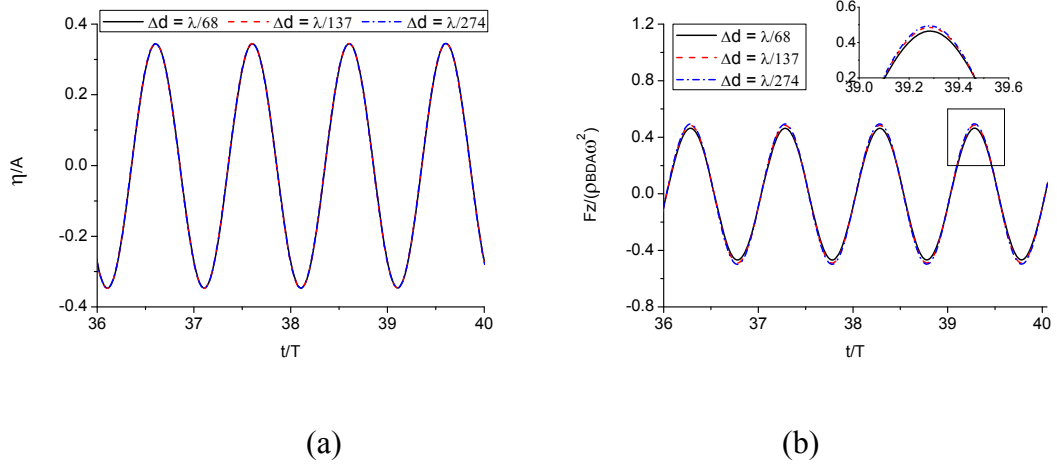 Δd = λ/68 Δd = λ/137 Δd = λ/274
0.4
0.2
0.0
-0.2
-0.4
36 37 38 39 40
η/A
t/T
(a)
1.2
0.8
0.4
0.0
-0.4
-0.8
36 37 38 39 40
Fz/(ρBDAω²)
t/T
Δd = λ/68
Δd = λ/137
Δd = λ/274
0.6
0.4
0.2
39.0 39.2 39.4 39.6
(b)